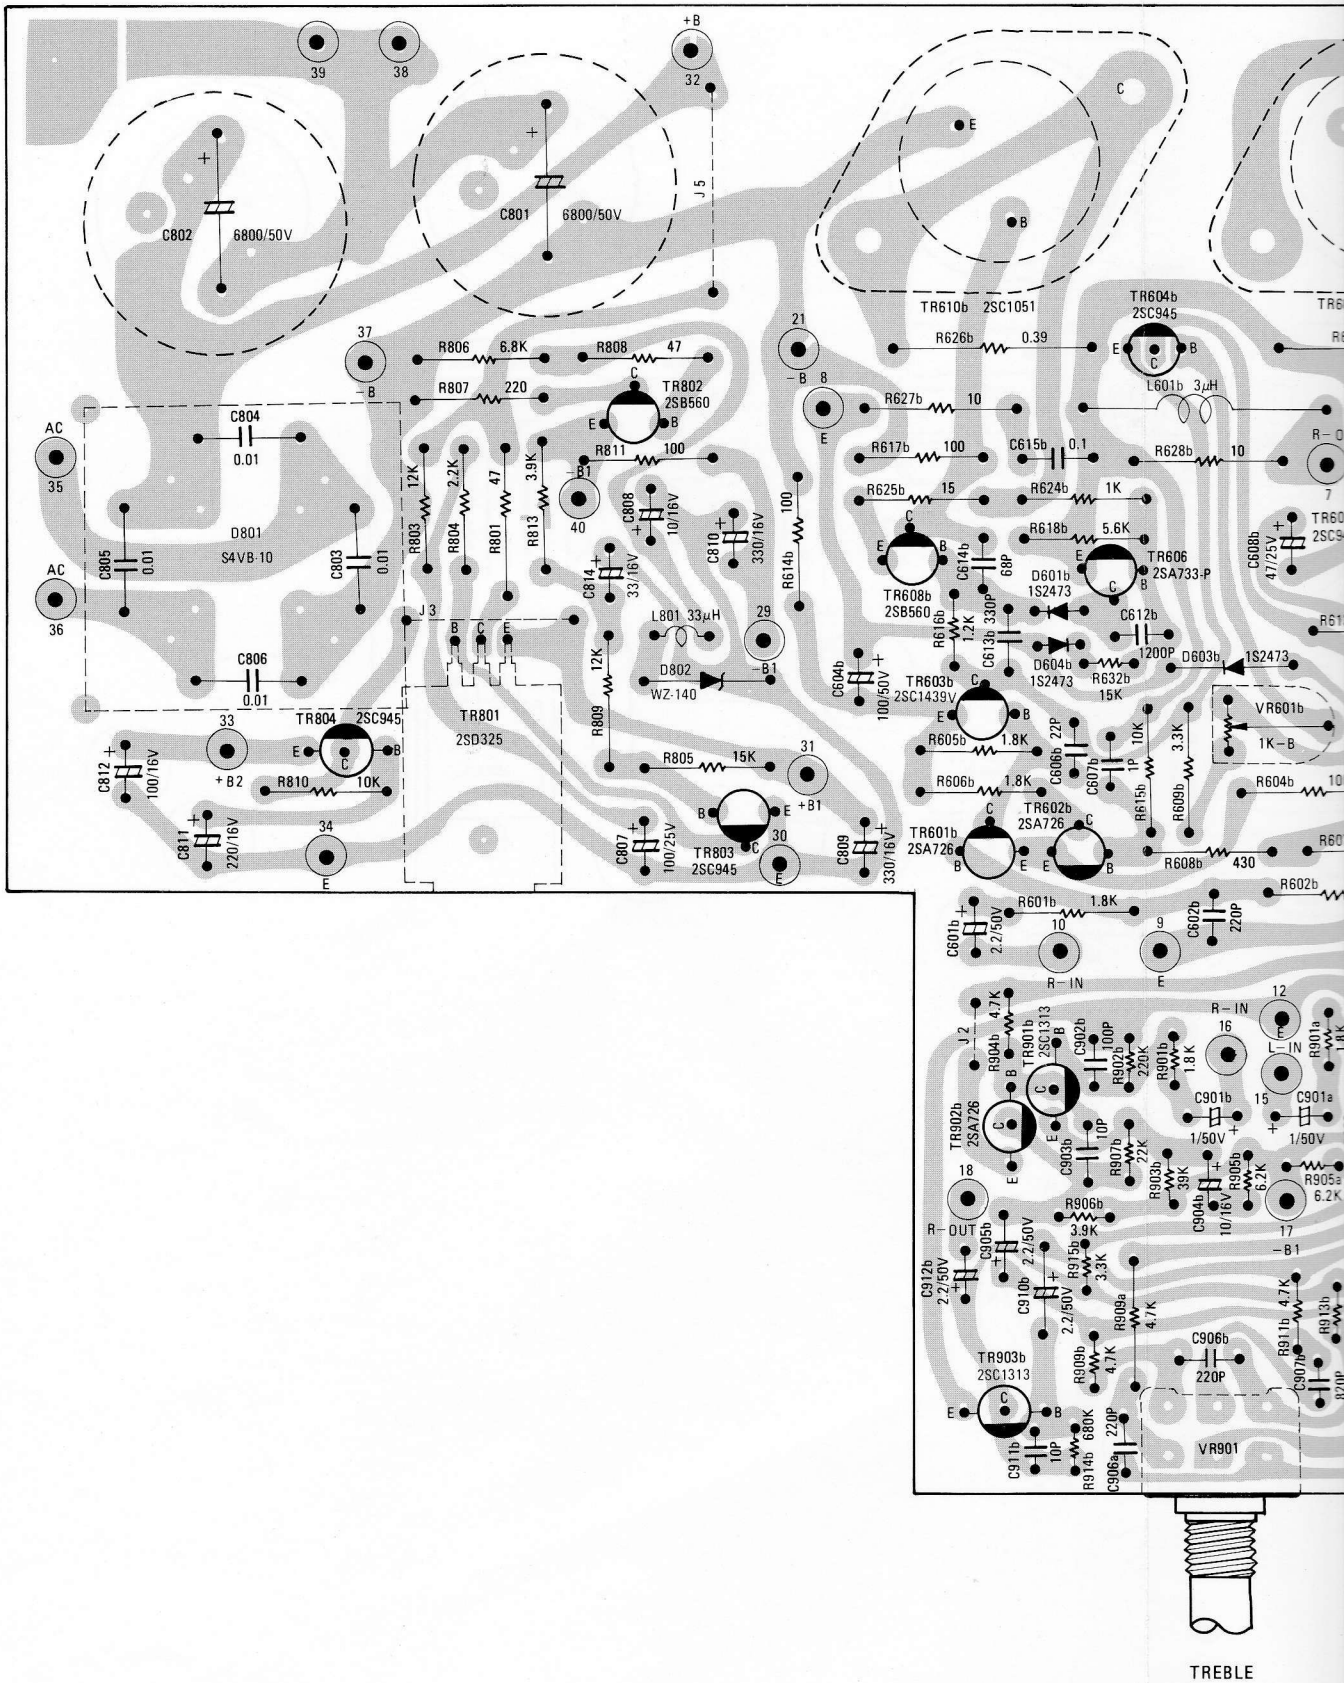 +B
39
38
32
C
E
J5
+
+
C802
6800/50V
C801
6800/50V
B
TR610b 2SC1051
TR604b
2SC945
37
-B
R806 6.8K
R808 47
21
-B
R626b 0.39
E
B
C
R807 220
C
TR802
2SB560
E
B
8
E
R627b 10
L601b 3µH
AC
35
C804
0.01
R811 100
-B1
40
R617b 100
C615b 0.1
R628b 10
7
R803 12K
R804 2.2K
R801 47
R813 3.9K
C808 10/16V
+
C810 330/16V
+
R614b 100
R625b 15
R624b 1K
D801
S4VB-10
C805 0.01
C803 0.01
C814 33/16V
+
C
E
B
TR608b
2SB560
C614b 68P
R618b 5.6K
E
B
C
TR606
2SA733-P
C608b 47/25V
+
AC
36
J3
B
C
E
L801 33µH
29
-B1
R616b 1.2K
C613b 330P
D601b
1S2473
C612b
1200P
D604b
1S2473
R632b
15K
D603b 1S2473
C806
0.01
R809 12K
D802
WZ-140
C604b 100/50V
+
TR603b
2SC1439V
C
E
B
TR804 2SC945
E
C
B
TR801
2SD325
33
+B2
C812 100/16V
+
R810 10K
R805 15K
31
+B1
R605b 1.8K
C606b 22P
C607b 1P
R615b 10K
R609b 3.3K
VR601b
1K-B
R606b 1.8K
R604b
C811 220/16V
+
34
E
C807 100/25V
+
B
E
C
TR803
2SC945
30
E
C809 330/16V
+
TR601b
2SA726
C
B
E
TR602b
2SA726
C
E
B
R608b 430
C601b 2.2/50V
+
R601b 1.8K
C602b 220P
R602b
10
R-IN
9
E
J2
R904b 4.7K
TR901b
2SC1313
B
C
E
C902b 100P
R902b 220K
R901b 1.8K
R-IN
16
12
E
L-IN
R901a 1.8K
TR902b
2SA726
B
C
E
C903b 10P
R907b 22K
C901b
1/50V
+
15
C901a
1/50V
+
R903b 39K
C904b 10/16V
+
R905b 6.2K
R905a
6.2K
18
R-OUT
R906b
3.9K
17
-B1
C905b 2.2/50V
+
C912b 2.2/50V
+
C910b 2.2/50V
+
R915b 3.3K
R909a 4.7K
R911b 4.7K
R913b
R909b 4.7K
C906b
220P
C907b 820P
TR903b
2SC1313
E
C
B
C911b 10P
R914b 680K
C906a 220P
VR901
TREBLE